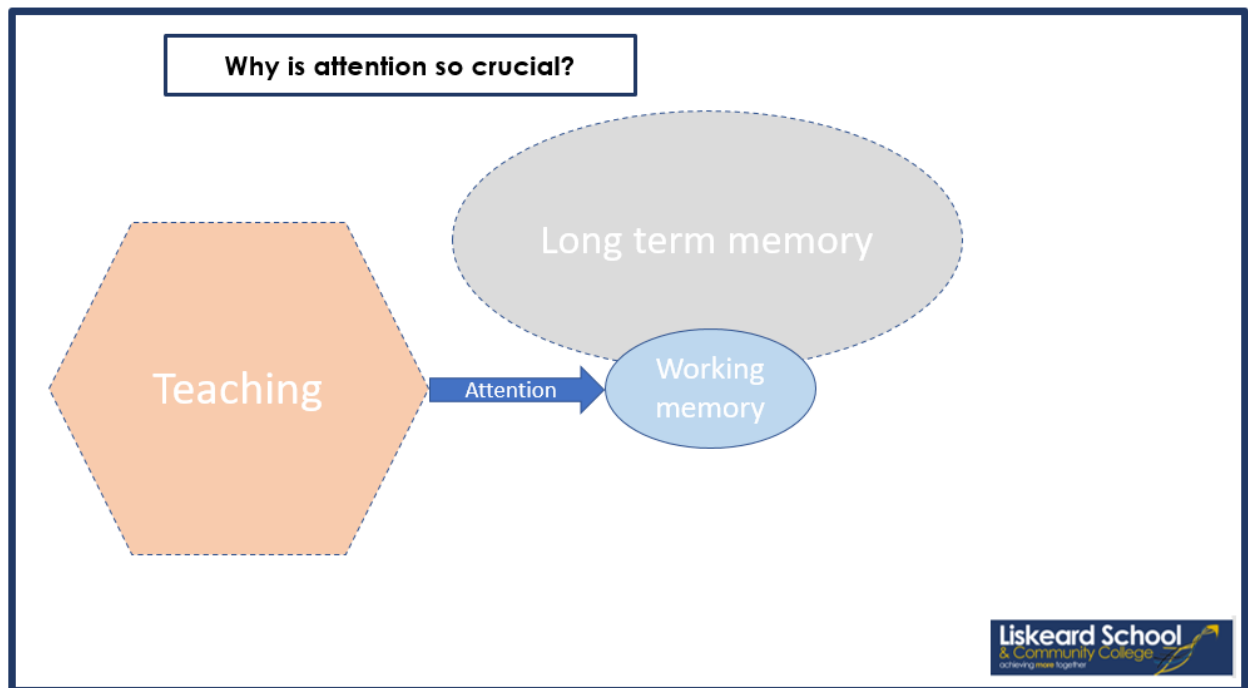 Why is attention so crucial?
Long term memory
Teaching
Attention
Working
memory
Liskeard School
& Community College
achieving more together